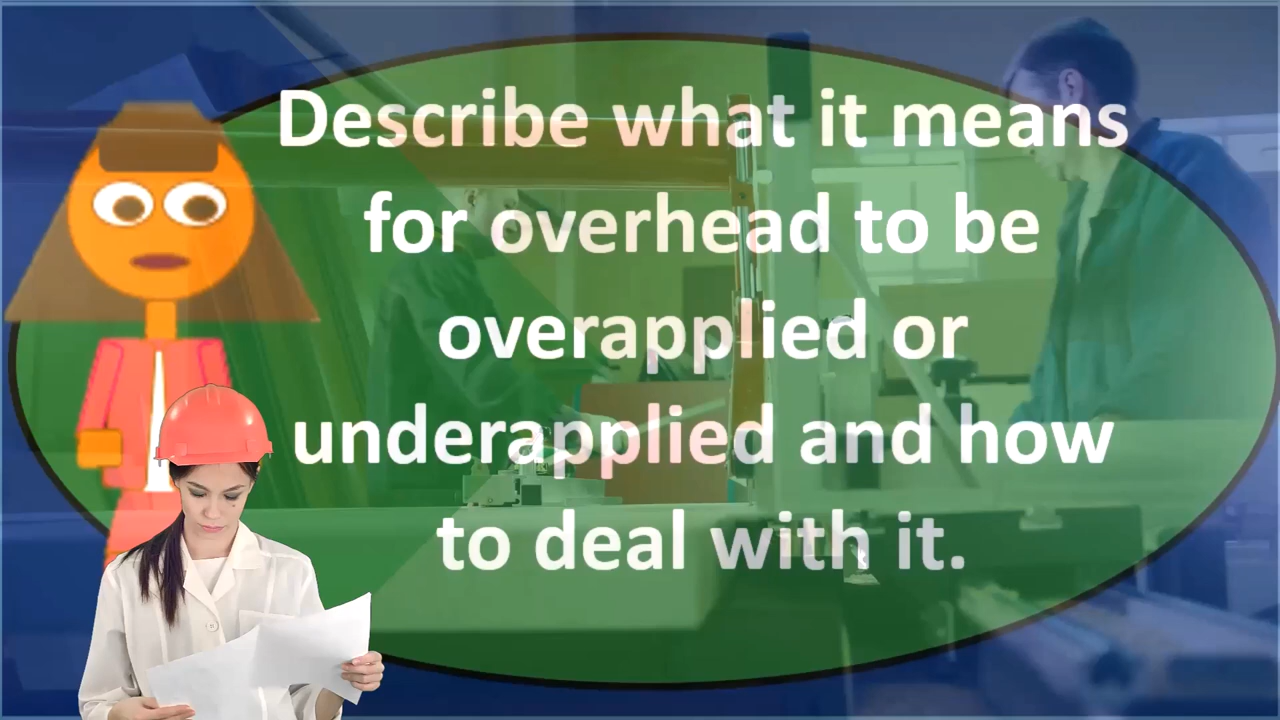 Describe what it means
for overhead to be
overapplied or
underapplied and how
to deal with it.